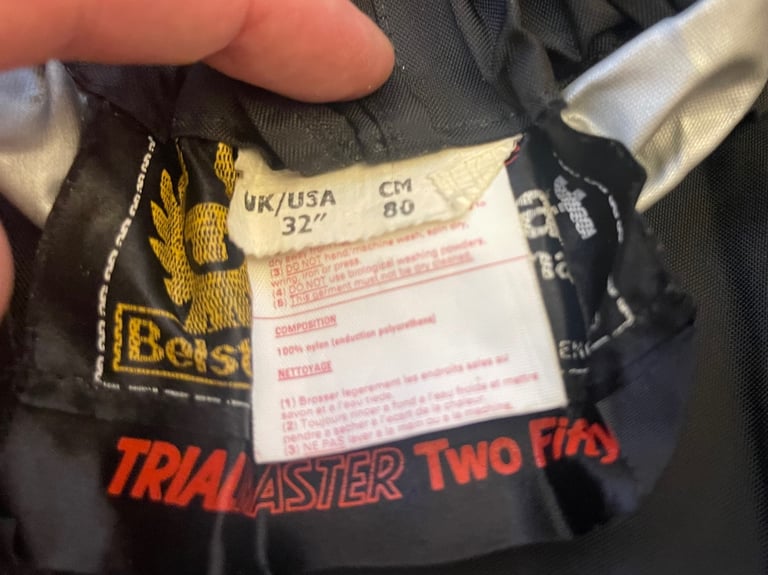 UK/USA CM
32" 80
(3) DO NOT hand/machine wash, spin dry,
wring, iron or press.
(4) DO NOT use biological washing powders.
(5) This garment must not be dry cleaned.
COMPOSITION
100% nylon (enduction polyurethane)
NETTOYAGE
(1) Brosser legerement les endroits sales au
savon et a l'eau tiede.
(2) Toujours rincer a fond a l'eau froide et mettre
pendre a secher a l'ecart de la chaleur.
(3) NE PAS laver a la main ou a la machine,
Belst
TRIALMASTER Two Fifty